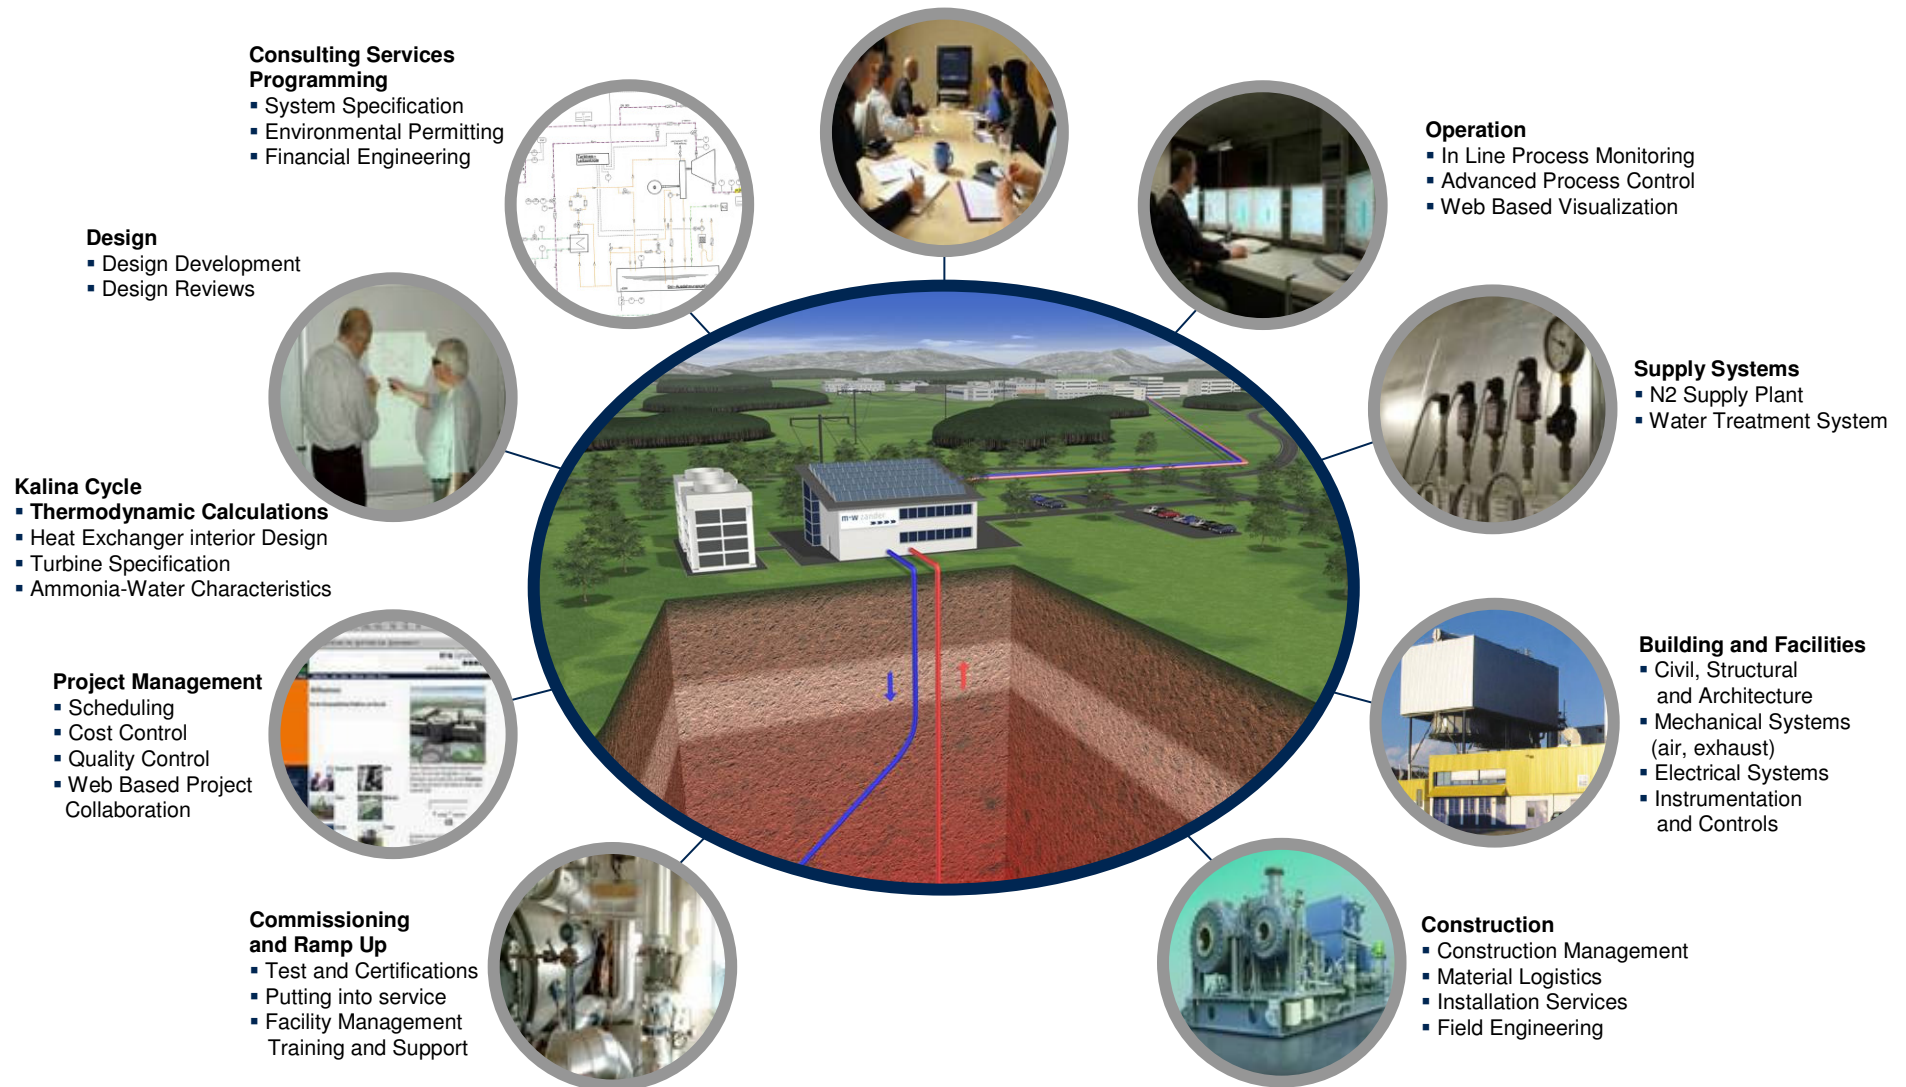 Consulting Services
Programming
▪ System Specification
▪ Environmental Permitting
▪ Financial Engineering
Design
▪ Design Development
▪ Design Reviews
Kalina Cycle
▪ Thermodynamic Calculations
▪ Heat Exchanger interior Design
▪ Turbine Specification
▪ Ammonia-Water Characteristics
Project Management
▪ Scheduling
▪ Cost Control
▪ Quality Control
▪ Web Based Project
Collaboration
Commissioning
and Ramp Up
▪ Test and Certifications
▪ Putting into service
▪ Facility Management
Training and Support
Operation
▪ In Line Process Monitoring
▪ Advanced Process Control
▪ Web Based Visualization
Supply Systems
▪ N2 Supply Plant
▪ Water Treatment System
Building and Facilities
▪ Civil, Structural
and Architecture
▪ Mechanical Systems
(air, exhaust)
▪ Electrical Systems
▪ Instrumentation
and Controls
Construction
▪ Construction Management
▪ Material Logistics
▪ Installation Services
▪ Field Engineering
m+w zander